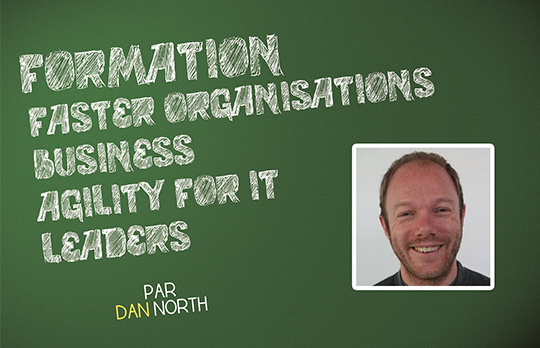 FORMATION
FASTER ORGANISATIONS
BUSINESS
AGILITY FOR IT
LEADERS
PAR
DAN NORTH